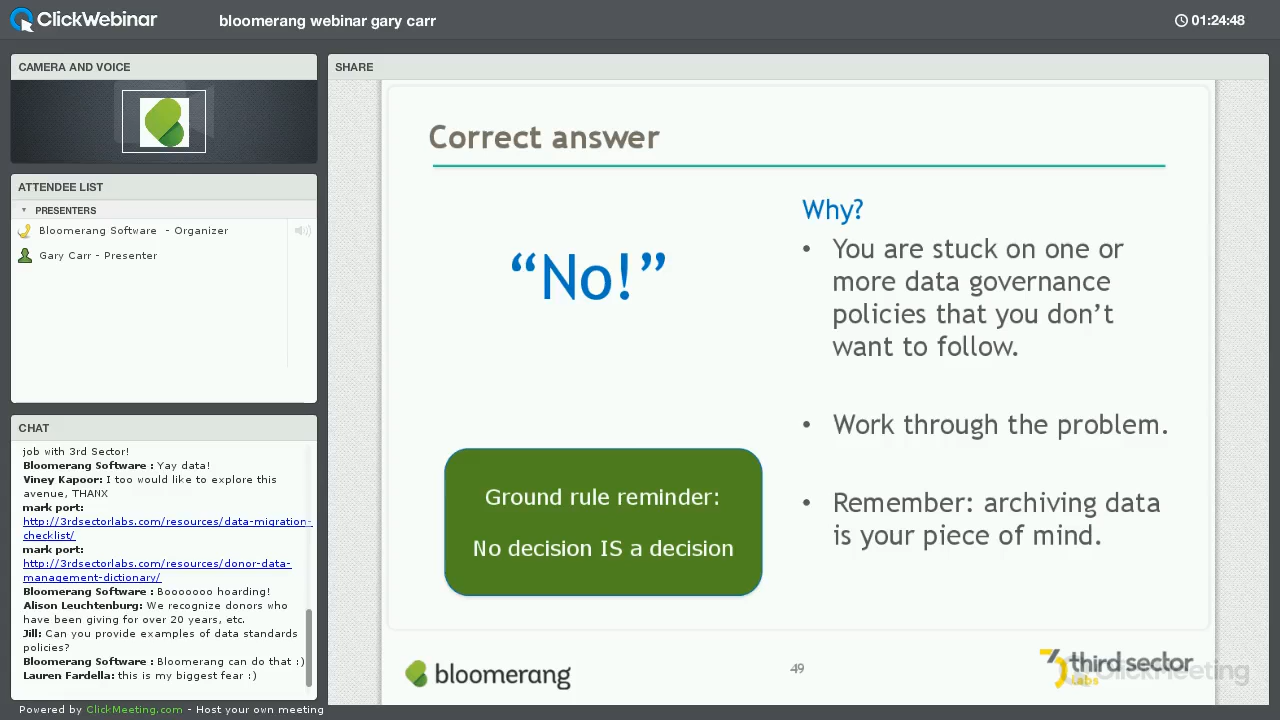 ClickWebinar
bloomerang webinar gary carr
01:24:48
CAMERA AND VOICE
ATTENDEE LIST
PRESENTERS
Bloomerang Software - Organizer
Gary Carr - Presenter
CHAT
job with 3rd Sector!
Bloomerang Software : Yay data!
Viney Kapoor: I too would like to explore this
avenue, THANX
mark port:
http://3rdsectorlabs.com/resources/data-migration-
checklist/
mark port:
http://3rdsectorlabs.com/resources/donor-data-
management-dictionary/
Bloomerang Software : Booooooo hoarding!
Alison Leuchtenburg: We recognize donors who
have been giving for over 20 years, etc.
Jill: Can you provide examples of data standards
policies?
Bloomerang Software : Bloomerang can do that :)
Lauren Fardella: this is my biggest fear :)
Powered by ClickMeeting.com - Host your own meeting
SHARE
Correct answer
“No!”
Ground rule reminder:
No decision IS a decision
Why?
• You are stuck on one or
more data governance
policies that you don’t
want to follow.
• Work through the problem.
• Remember: archiving data
is your piece of mind.
bloomerang
49
3 third sector
labs
ClickMeeting